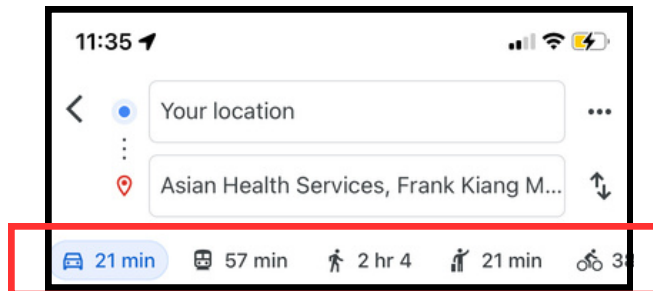 11:35
Your location
Asian Health Services, Frank Kiang M...
21 min 57 min 2 hr 4 21 min